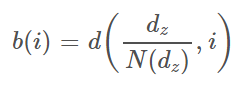 b(i) = d( d_z / N(d_z) , i )